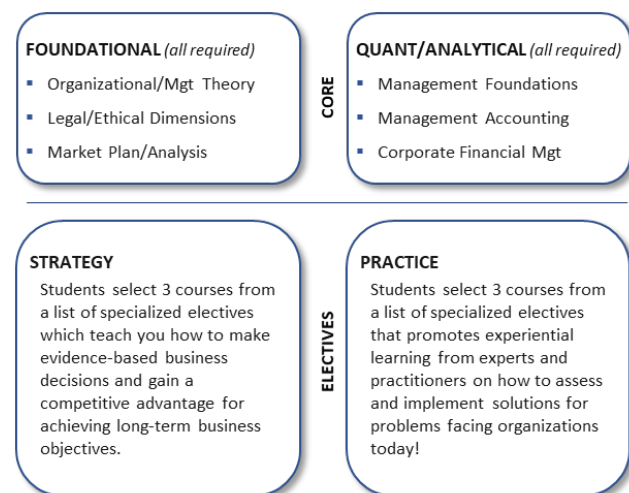 FOUNDATIONAL (all required)
▪ Organizational/Mgt Theory
▪ Legal/Ethical Dimensions
▪ Market Plan/Analysis
CORE
QUANT/ANALYTICAL (all required)
▪ Management Foundations
▪ Management Accounting
▪ Corporate Financial Mgt
STRATEGY
Students select 3 courses from
a list of specialized electives
which teach you how to make
evidence-based business
decisions and gain a
competitive advantage for
achieving long-term business
objectives.
ELECTIVES
PRACTICE
Students select 3 courses from
a list of specialized electives
that promotes experiential
learning from experts and
practitioners on how to assess
and implement solutions for
problems facing organizations
today!